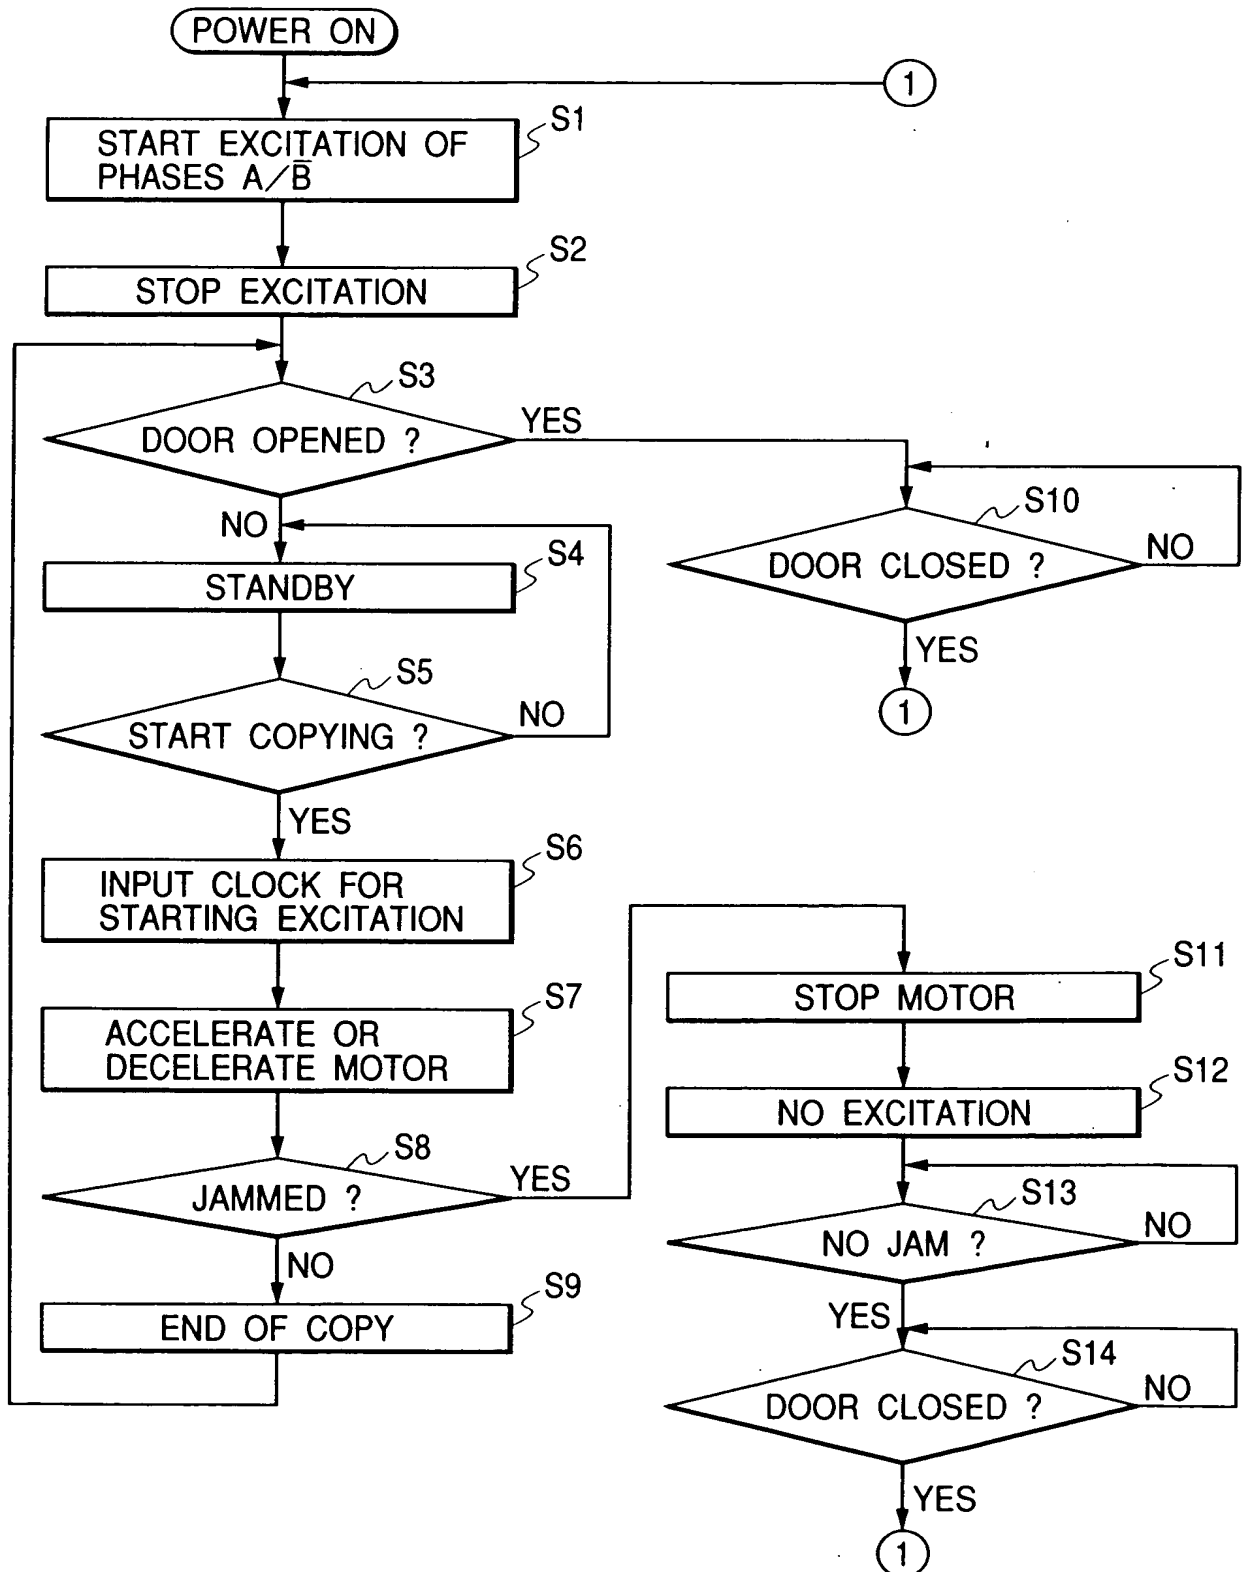 POWER ON
1
S1
START EXCITATION OF
PHASES A/B̅
S2
STOP EXCITATION
S3
DOOR OPENED ?
YES
NO
S10
DOOR CLOSED ?
NO
YES
1
S4
STANDBY
S5
START COPYING ?
NO
YES
S6
INPUT CLOCK FOR
STARTING EXCITATION
S7
ACCELERATE OR
DECELERATE MOTOR
S8
JAMMED ?
YES
NO
S9
END OF COPY
S11
STOP MOTOR
S12
NO EXCITATION
S13
NO JAM ?
NO
YES
S14
DOOR CLOSED ?
NO
YES
1